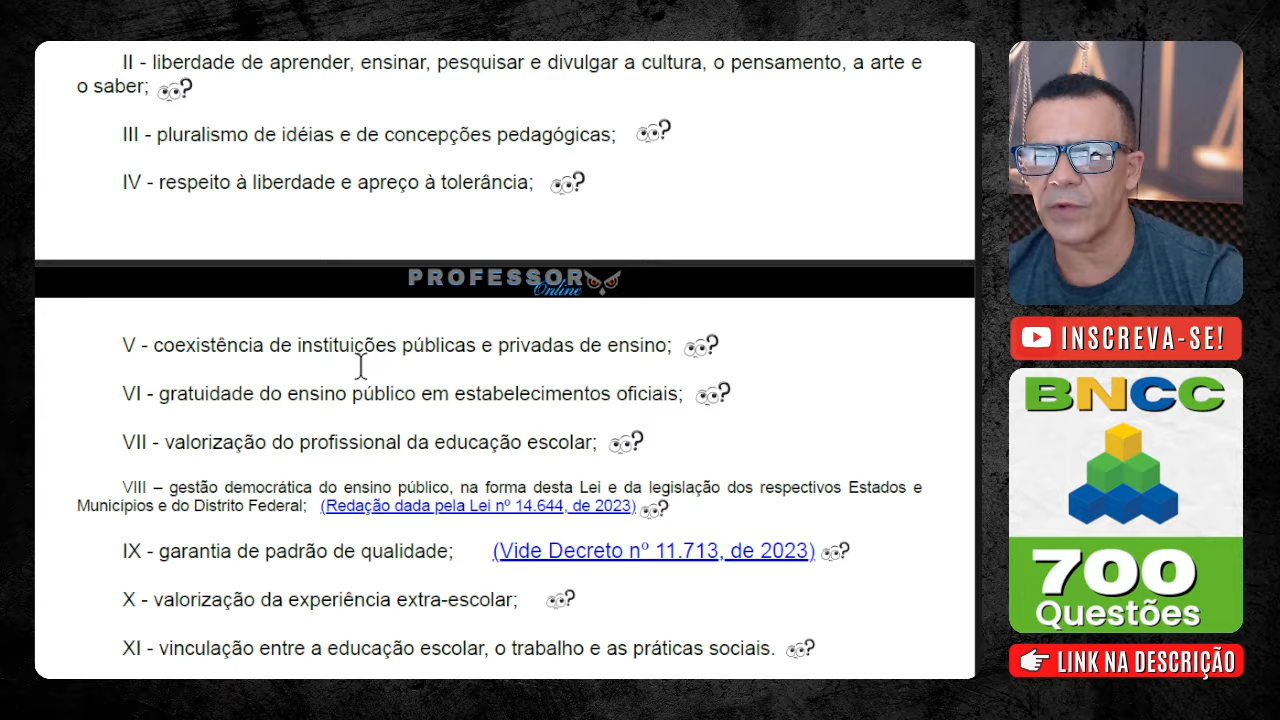 II - liberdade de aprender, ensinar, pesquisar e divulgar a cultura, o pensamento, a arte e
o saber;
III - pluralismo de idéias e de concepções pedagógicas;
IV - respeito à liberdade e apreço à tolerância;
PROFESSOR
Online
V - coexistência de instituições públicas e privadas de ensino;
VI - gratuidade do ensino público em estabelecimentos oficiais;
VII - valorização do profissional da educação escolar;
VIII – gestão democrática do ensino público, na forma desta Lei e da legislação dos respectivos Estados e
Municípios e do Distrito Federal; (Redação dada pela Lei nº 14.644, de 2023)
IX - garantia de padrão de qualidade; (Vide Decreto nº 11.713, de 2023)
X - valorização da experiência extra-escolar;
XI - vinculação entre a educação escolar, o trabalho e as práticas sociais.
INSCREVA-SE!
BNCC
700
Questões
LINK NA DESCRIÇÃO